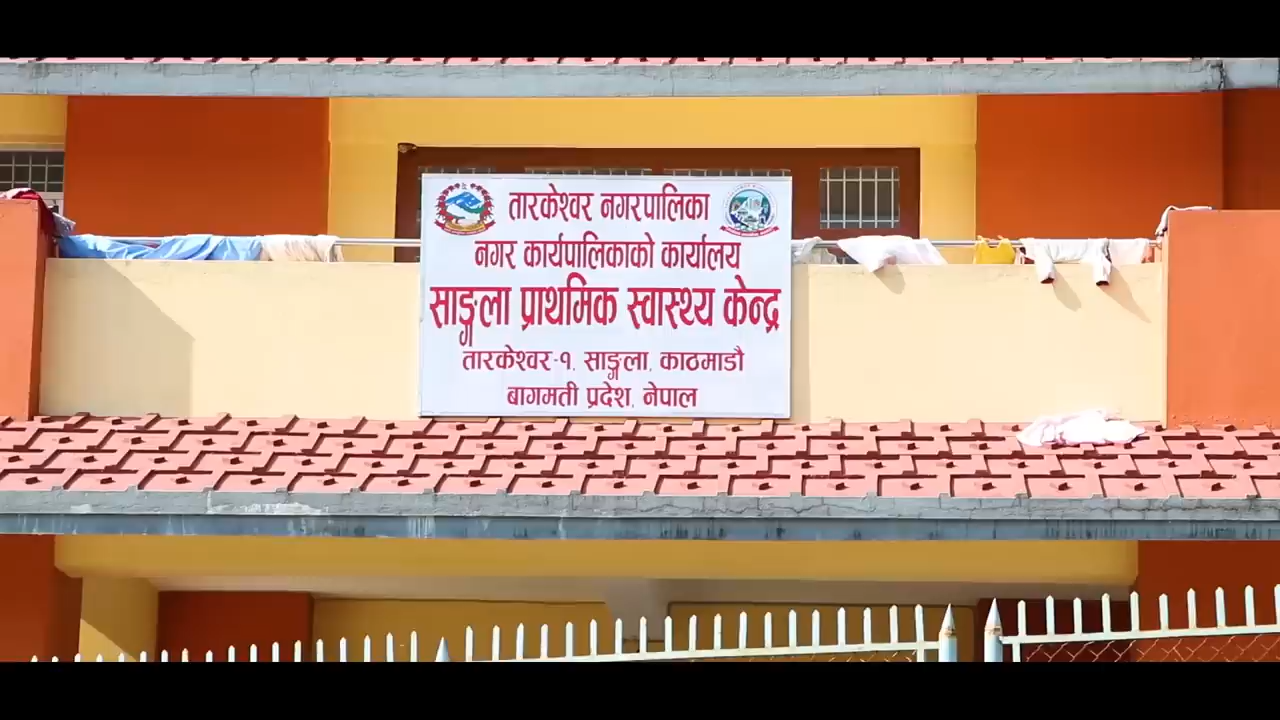 तारकेश्वर नगरपालिका
नगर कार्यपालिकाको कार्यालय
साङ्गला प्राथमिक स्वास्थ्य केन्द्र
तारकेश्वर-१, साङ्गला, काठमाडौ
बागमती प्रदेश, नेपाल